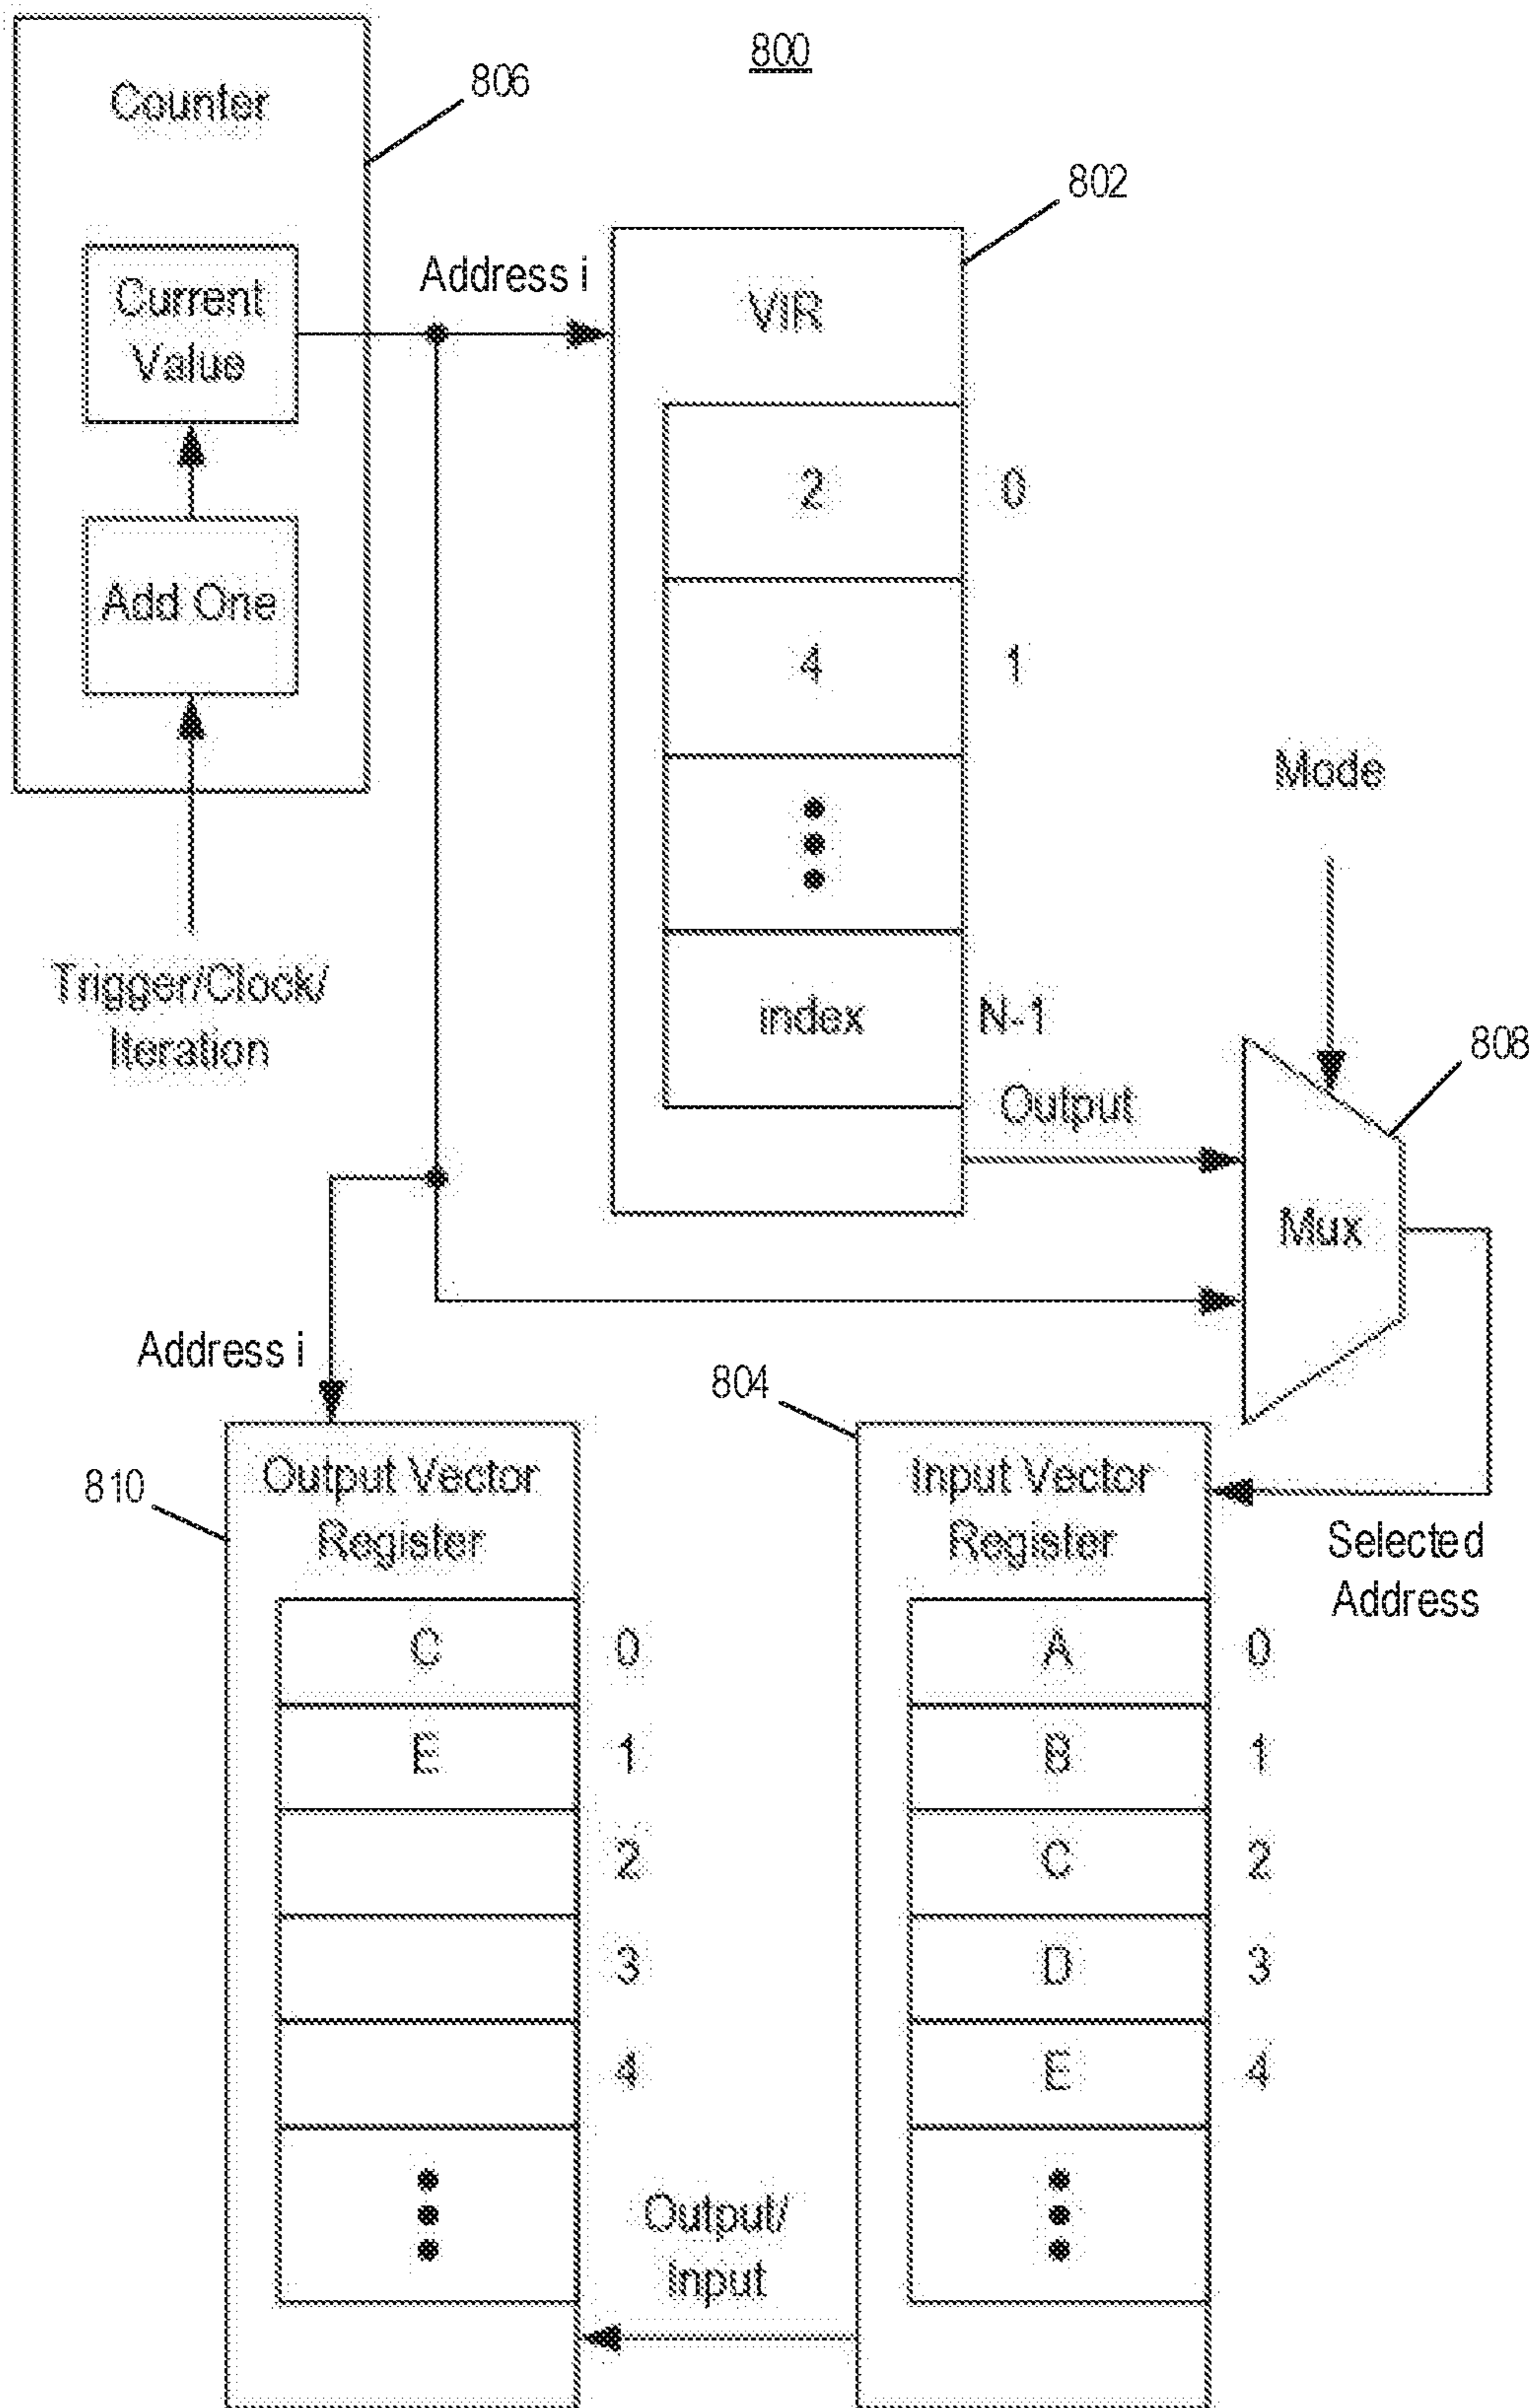 800
Counter
806
Current
Value
Add One
Trigger/Clock/
Iteration
Address i
802
VIR
2 0
4 1
index N-1
Output
Mode
808
Mux
Address i
810
Output Vector
Register
C 0
E 1
2
3
4
804
Input Vector
Register
Selected
Address
A 0
B 1
C 2
D 3
E 4
Output/
Input